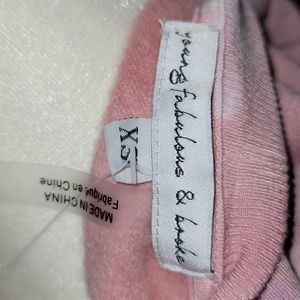 young fabulous & broke
XS
MADE IN CHINA
Fabriqué en Chine